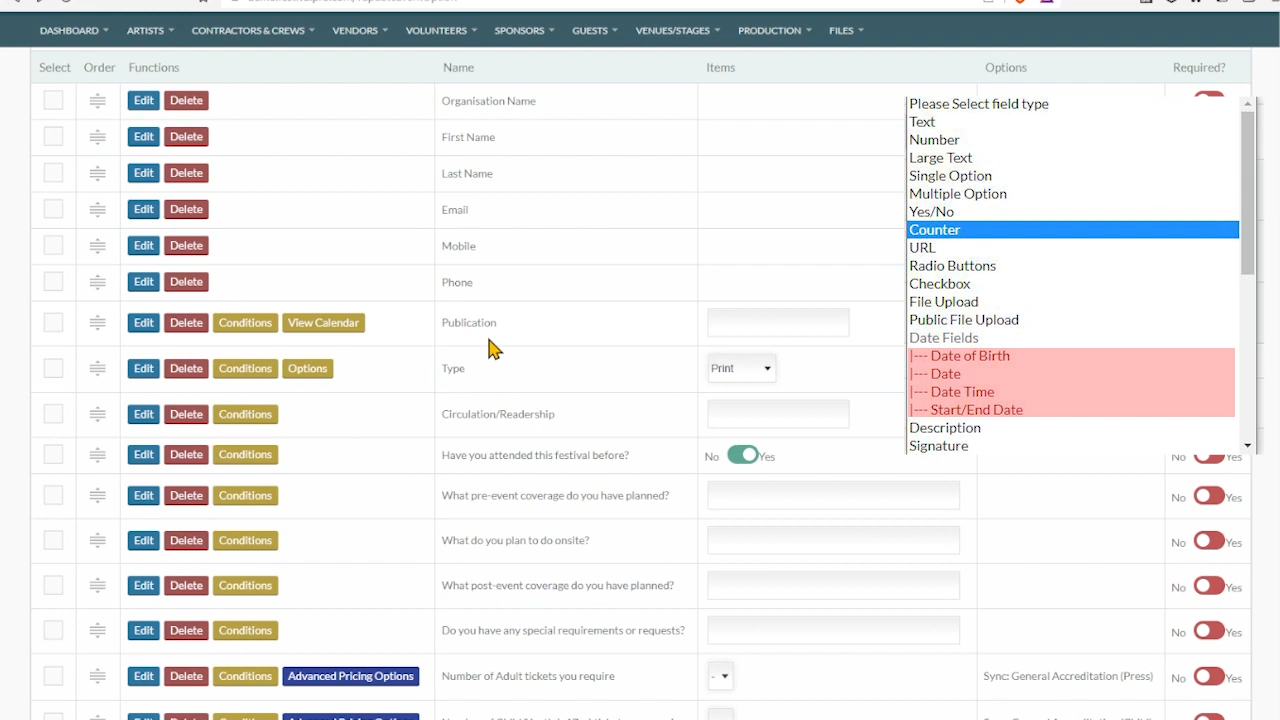 DASHBOARD ARTISTS CONTRACTORS & CREWS VENDORS VOLUNTEERS SPONSORS GUESTS VENUES/STAGES PRODUCTION FILES
Select Order Functions Name Items Options Required?
Edit Delete Organisation Name
Edit Delete First Name
Edit Delete Last Name
Edit Delete Email
Edit Delete Mobile
Edit Delete Phone
Edit Delete Conditions View Calendar Publication
Edit Delete Conditions Options Type Print
Edit Delete Conditions Circulation/Readership
Please Select field type
Text
Number
Large Text
Single Option
Multiple Option
Yes/No
Counter
URL
Radio Buttons
Checkbox
File Upload
Public File Upload
Date Fields
|--- Date of Birth
|--- Date
|--- Date Time
|--- Start/End Date
Description
Signature
Edit Delete Conditions Have you attended this festival before? No Yes No Yes
Edit Delete Conditions What pre-event coverage do you have planned? No Yes
Edit Delete Conditions What do you plan to do onsite? No Yes
Edit Delete Conditions What post-event coverage do you have planned? No Yes
Edit Delete Conditions Do you have any special requirements or requests? No Yes
Edit Delete Conditions Advanced Pricing Options Number of Adult tickets you require - Sync: General Accreditation (Press) No Yes